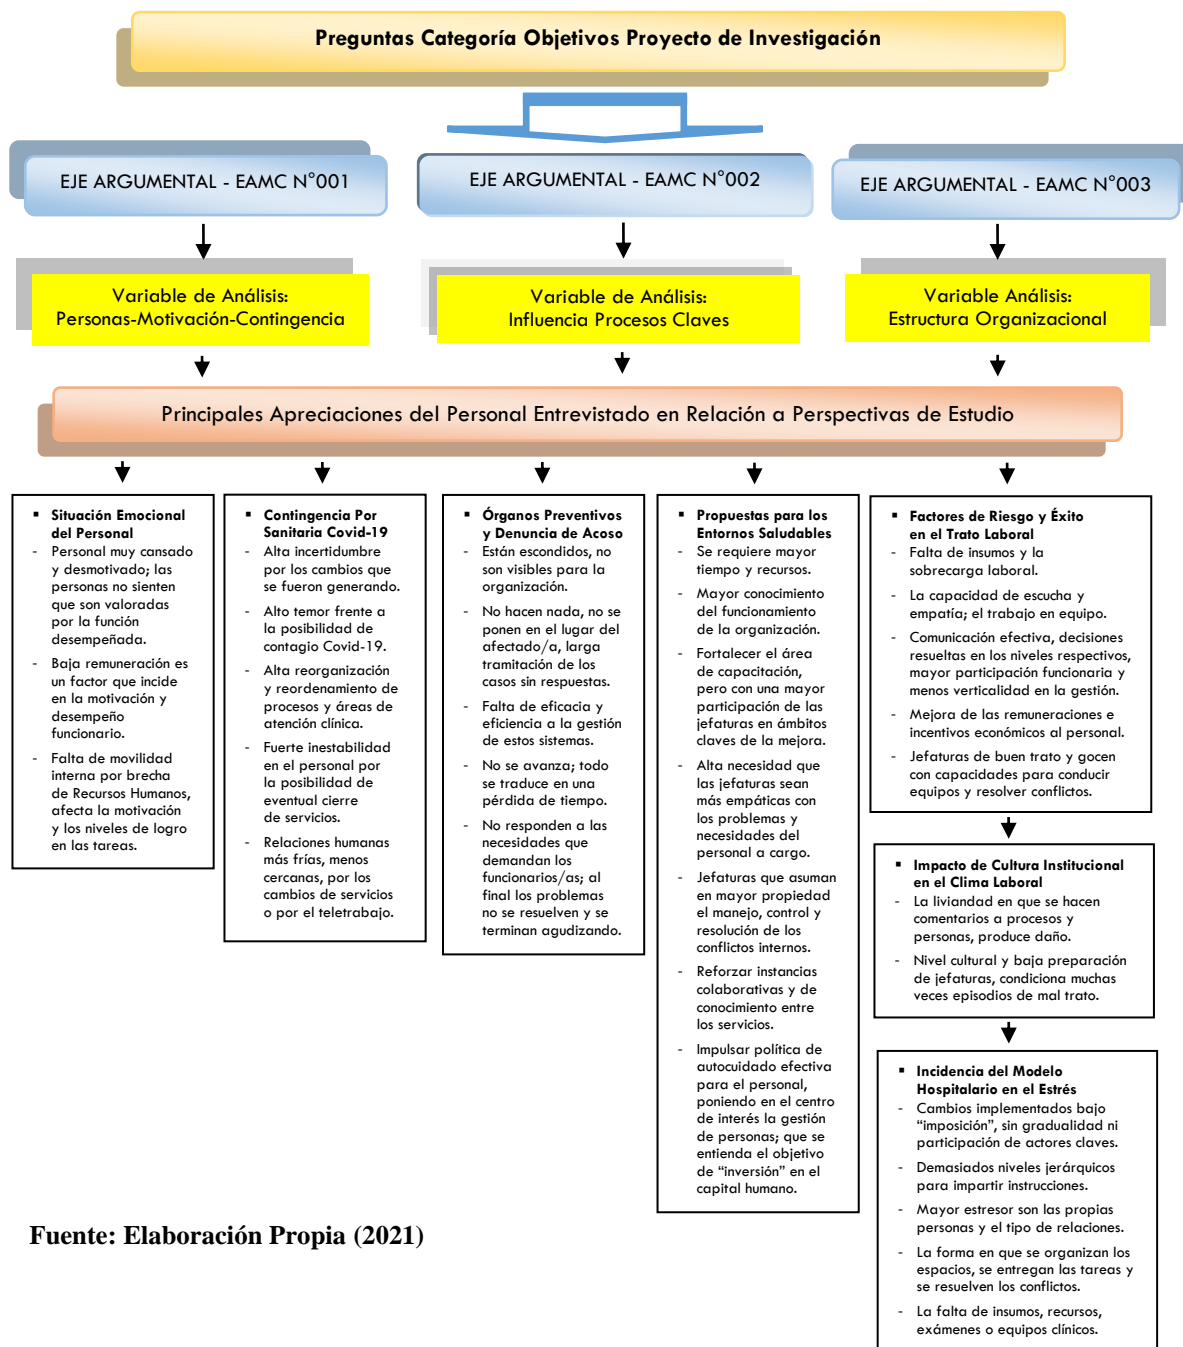 Preguntas Categoría Objetivos Proyecto de Investigación
EJE ARGUMENTAL - EAMC N°001
EJE ARGUMENTAL - EAMC N°002
EJE ARGUMENTAL - EAMC N°003
Variable de Análisis:
Personas-Motivación-Contingencia
Variable de Análisis:
Influencia Procesos Claves
Variable Análisis:
Estructura Organizacional
Principales Apreciaciones del Personal Entrevistado en Relación a Perspectivas de Estudio
▪ Situación Emocional
del Personal
- Personal muy cansado
y desmotivado; las
personas no sienten
que son valoradas
por la función
desempeñada.
- Baja remuneración es
un factor que incide
en la motivación y
desempeño
funcionario.
- Falta de movilidad
interna por brecha
de Recursos Humanos,
afecta la motivación
y los niveles de logro
en las tareas.
▪ Contingencia Por
Sanitaria Covid-19
- Alta incertidumbre
por los cambios que
se fueron generando.
- Alto temor frente a
la posibilidad de
contagio Covid-19.
- Alta reorganización
y reordenamiento de
procesos y áreas de
atención clínica.
- Fuerte inestabilidad
en el personal por
la posibilidad de
eventual cierre
de servicios.
- Relaciones humanas
más frías, menos
cercanas, por los
cambios de servicios
o por el teletrabajo.
▪ Órganos Preventivos
y Denuncia de Acoso
- Están escondidos, no
son visibles para la
organización.
- No hacen nada, no se
ponen en el lugar del
afectado/a, larga
tramitación de los
casos sin respuestas.
- Falta de eficacia y
eficiencia a la gestión
de estos sistemas.
- No se avanza; todo
se traduce en una
pérdida de tiempo.
- No responden a las
necesidades que
demandan los
funcionarios/as; al
final los problemas
no se resuelven y se
terminan agudizando.
▪ Propuestas para los
Entornos Saludables
- Se requiere mayor
tiempo y recursos.
- Mayor conocimiento
del funcionamiento
de la organización.
- Fortalecer el área
de capacitación,
pero con una mayor
participación de las
jefaturas en ámbitos
claves de la mejora.
- Alta necesidad que
las jefaturas sean
más empáticas con
los problemas y
necesidades del
personal a cargo.
- Jefaturas que asuman
en mayor propiedad
el manejo, control y
resolución de los
conflictos internos.
- Reforzar instancias
colaborativas y de
conocimiento entre
los servicios.
- Impulsar política de
autocuidado efectiva
para el personal,
poniendo en el centro
de interés la gestión
de personas; que se
entienda el objetivo
de “inversión” en el
capital humano.
▪ Factores de Riesgo y Éxito
en el Trato Laboral
- Falta de insumos y la
sobrecarga laboral.
- La capacidad de escucha y
empatía; el trabajo en equipo.
- Comunicación efectiva, decisiones
resueltas en los niveles respectivos,
mayor participación funcionaria y
menos verticalidad en la gestión.
- Mejora de las remuneraciones e
incentivos económicos al personal.
- Jefaturas de buen trato y gocen
con capacidades para conducir
equipos y resolver conflictos.
▪ Impacto de Cultura Institucional
en el Clima Laboral
- La liviandad en que se hacen
comentarios a procesos y
personas, produce daño.
- Nivel cultural y baja preparación
de jefaturas, condiciona muchas
veces episodios de mal trato.
▪ Incidencia del Modelo
Hospitalario en el Estrés
- Cambios implementados bajo
“imposición”, sin gradualidad ni
participación de actores claves.
- Demasiados niveles jerárquicos
para impartir instrucciones.
- Mayor estresor son las propias
personas y el tipo de relaciones.
- La forma en que se organizan los
espacios, se entregan las tareas y
se resuelven los conflictos.
- La falta de insumos, recursos,
exámenes o equipos clínicos.
Fuente: Elaboración Propia (2021)